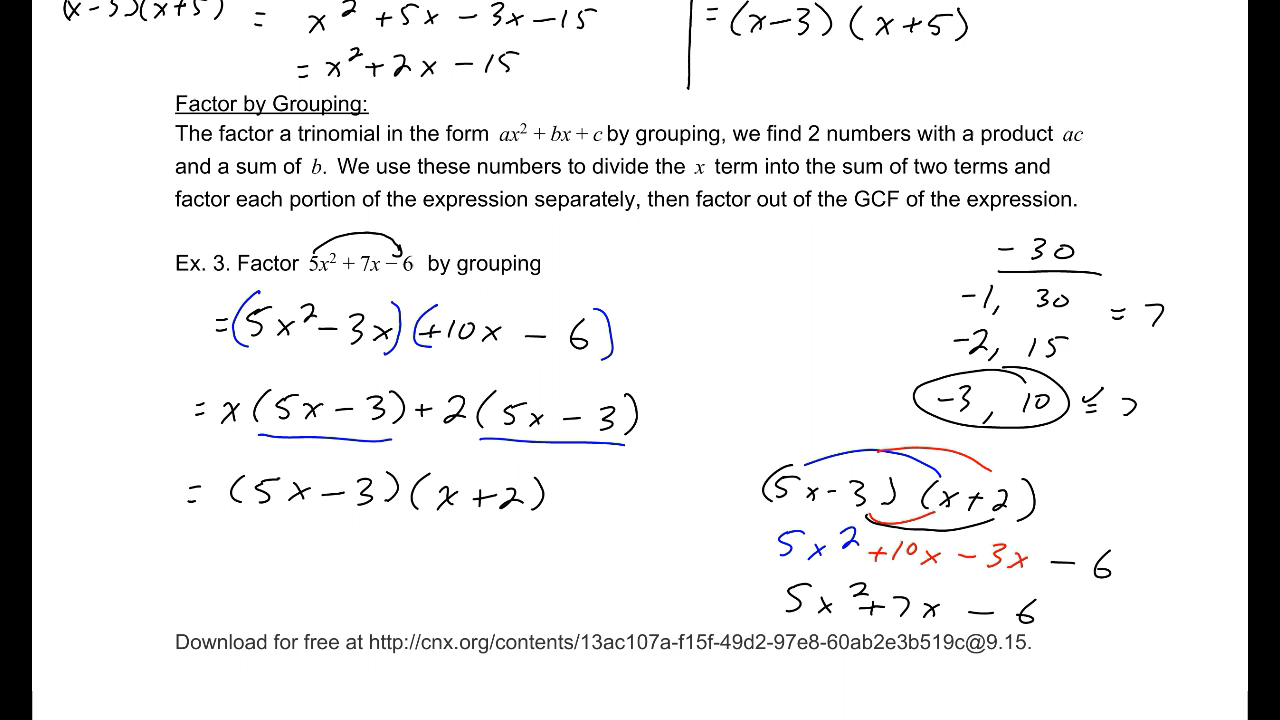 (x-3)(x+5) = x² + 5x - 3x - 15
= x² + 2x - 15
= (x-3) (x+5)
Factor by Grouping:
The factor a trinomial in the form ax² + bx + c by grouping, we find 2 numbers with a product ac
and a sum of b. We use these numbers to divide the x term into the sum of two terms and
factor each portion of the expression separately, then factor out of the GCF of the expression.
Ex. 3. Factor 5x² + 7x − 6 by grouping
= (5x² - 3x) (+10x - 6)
= x (5x - 3) + 2 (5x - 3)
= (5x - 3) (x + 2)
- 30
-1, 30
= 7
-2, 15
-3, 10
(5x - 3) (x + 2)
5x² + 10x - 3x - 6
5x² + 7x - 6
Download for free at http://cnx.org/contents/13ac107a-f15f-49d2-97e8-60ab2e3b519c@9.15.